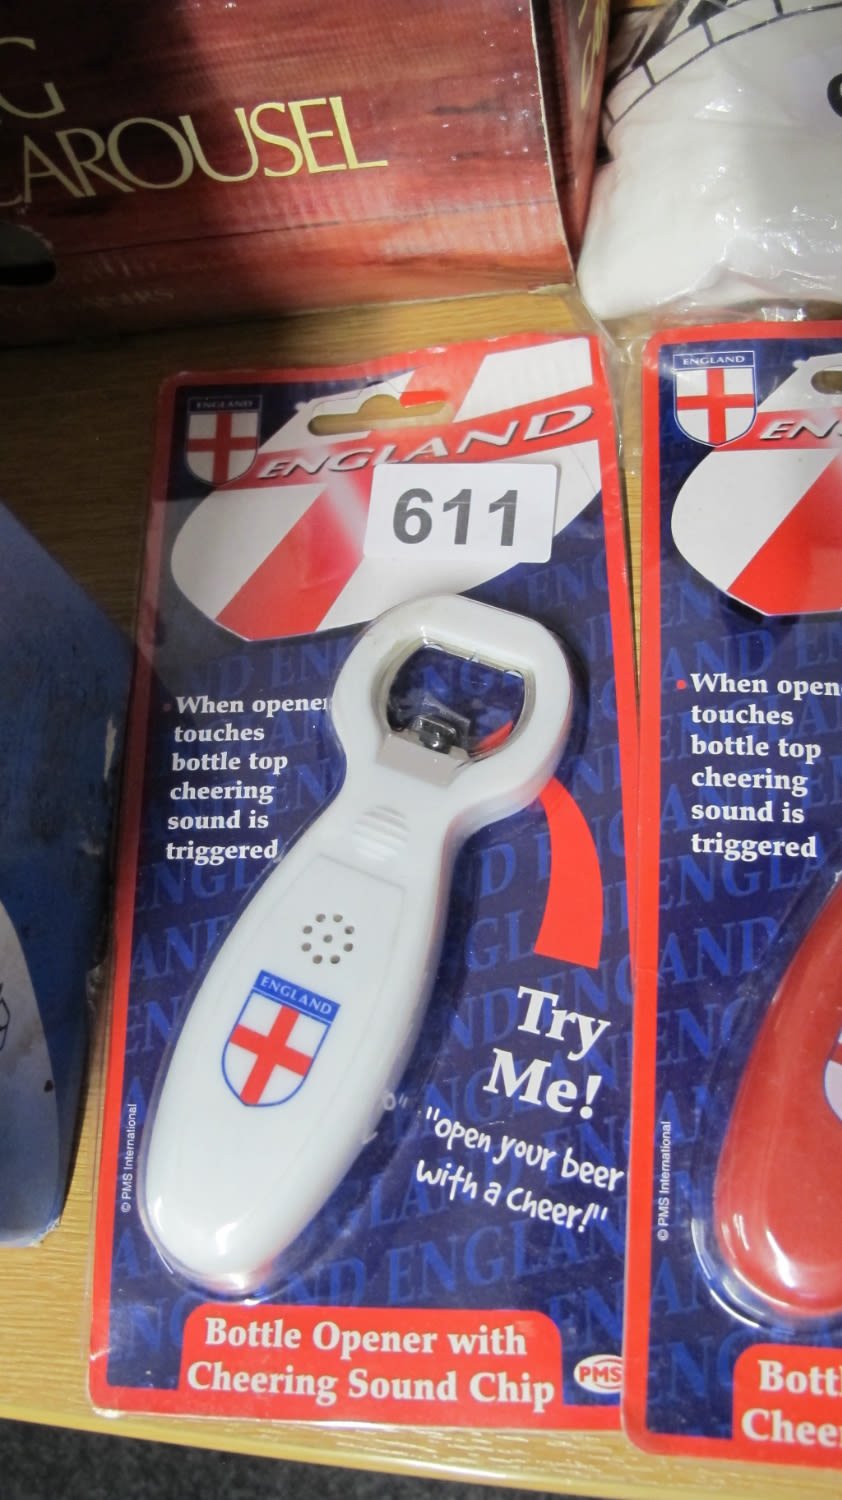 CAROUSEL
ENGLAND
ENGLAND
611
When opener
touches
bottle top
cheering
sound is
triggered
ENGLAND
Try
Me!
"open your beer
with a cheer!"
© PMS International
Bottle Opener with
Cheering Sound Chip
PMS
ENGLAND
EN
When open
touches
bottle top
cheering
sound is
triggered
© PMS International
Bott
Chee